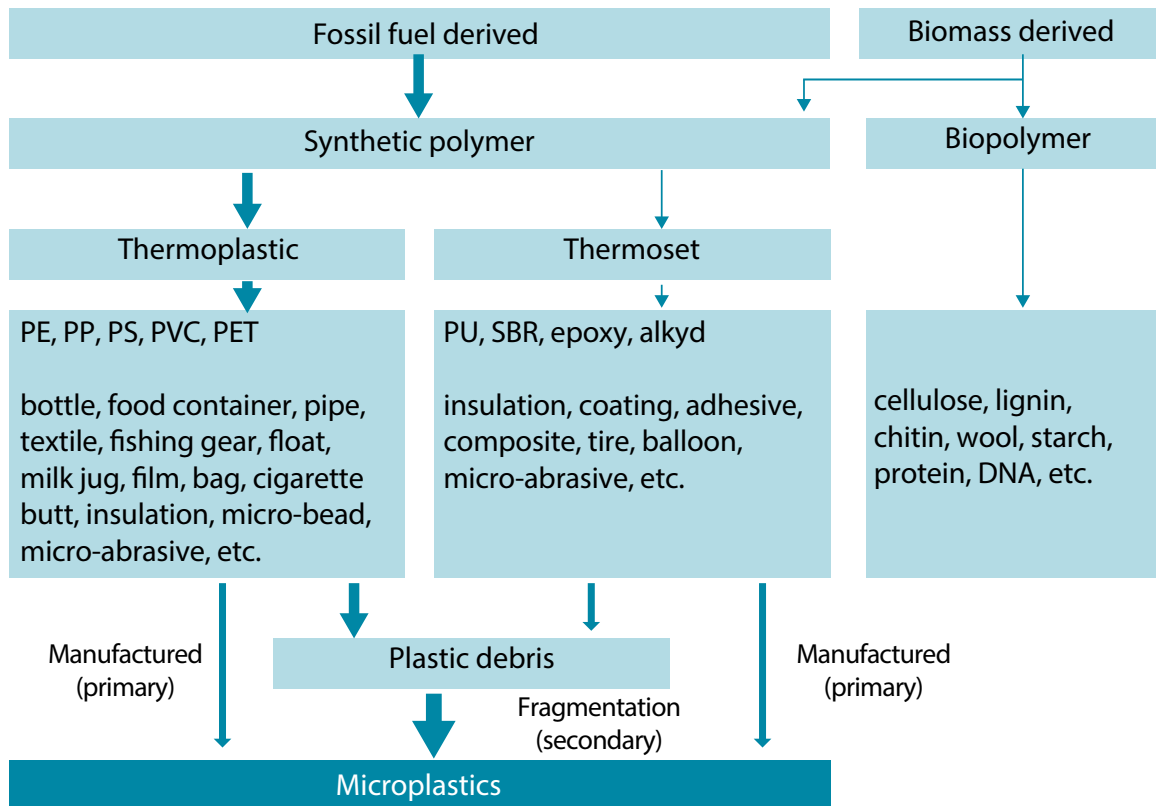 Fossil fuel derived
Biomass derived
Synthetic polymer
Biopolymer
Thermoplastic
Thermoset
PE, PP, PS, PVC, PET
bottle, food container, pipe,
textile, fishing gear, float,
milk jug, film, bag, cigarette
butt, insulation, micro-bead,
micro-abrasive, etc.
PU, SBR, epoxy, alkyd
insulation, coating, adhesive,
composite, tire, balloon,
micro-abrasive, etc.
cellulose, lignin,
chitin, wool, starch,
protein, DNA, etc.
Manufactured
(primary)
Plastic debris
Manufactured
(primary)
Fragmentation
(secondary)
Microplastics